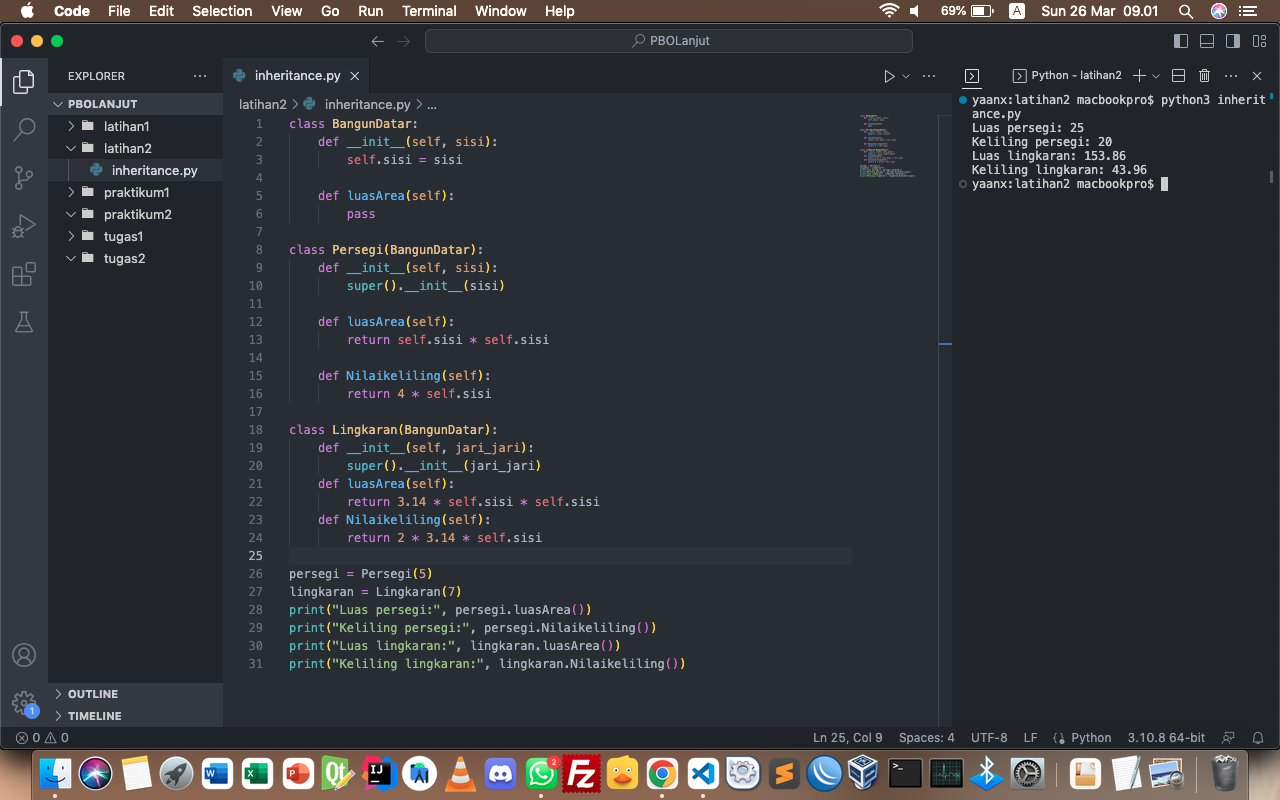 Code File Edit Selection View Go Run Terminal Window Help 69% A Sun 26 Mar 09.01
PBOLanjut
EXPLORER
PBOLANJUT
latihan1
latihan2
inheritance.py
praktikum1
praktikum2
tugas1
tugas2
OUTLINE
TIMELINE
1
inheritance.py
latihan2 > inheritance.py > ...
1 class BangunDatar:
2 def __init__(self, sisi):
3 self.sisi = sisi
4
5 def luasArea(self):
6 pass
7
8 class Persegi(BangunDatar):
9 def __init__(self, sisi):
10 super().__init__(sisi)
11
12 def luasArea(self):
13 return self.sisi * self.sisi
14
15 def Nilaikeliling(self):
16 return 4 * self.sisi
17
18 class Lingkaran(BangunDatar):
19 def __init__(self, jari_jari):
20 super().__init__(jari_jari)
21 def luasArea(self):
22 return 3.14 * self.sisi * self.sisi
23 def Nilaikeliling(self):
24 return 2 * 3.14 * self.sisi
25
26 persegi = Persegi(5)
27 lingkaran = Lingkaran(7)
28 print("Luas persegi:", persegi.luasArea())
29 print("Keliling persegi:", persegi.Nilaikeliling())
30 print("Luas lingkaran:", lingkaran.luasArea())
31 print("Keliling lingkaran:", lingkaran.Nilaikeliling())
Python - latihan2
yaanx:latihan2 macbookpro$ python3 inherit
ance.py
Luas persegi: 25
Keliling persegi: 20
Luas lingkaran: 153.86
Keliling lingkaran: 43.96
yaanx:latihan2 macbookpro$
0 0 Ln 25, Col 9 Spaces: 4 UTF-8 LF Python 3.10.8 64-bit
W X P Qt IJ 2 FZ S